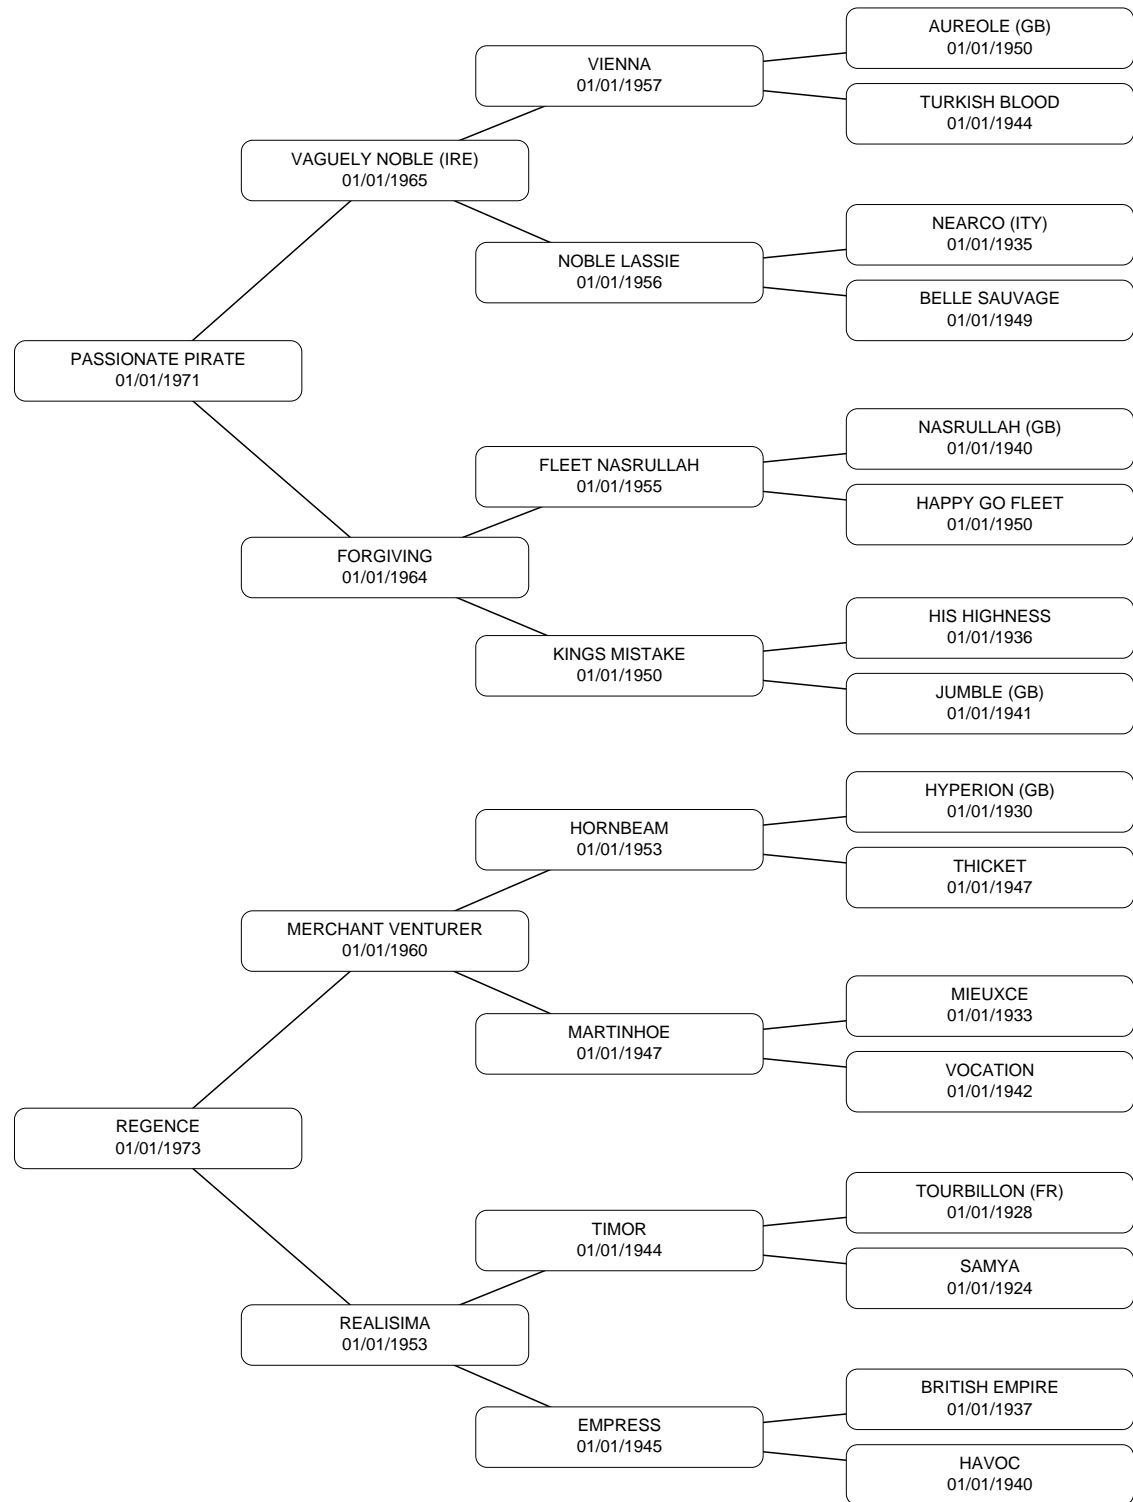 AUREOLE (GB)
01/01/1950
VIENNA
01/01/1957
TURKISH BLOOD
01/01/1944
VAGUELY NOBLE (IRE)
01/01/1965
NEARCO (ITY)
01/01/1935
NOBLE LASSIE
01/01/1956
BELLE SAUVAGE
01/01/1949
PASSIONATE PIRATE
01/01/1971
NASRULLAH (GB)
01/01/1940
FLEET NASRULLAH
01/01/1955
HAPPY GO FLEET
01/01/1950
FORGIVING
01/01/1964
HIS HIGHNESS
01/01/1936
KINGS MISTAKE
01/01/1950
JUMBLE (GB)
01/01/1941
HYPERION (GB)
01/01/1930
HORNBEAM
01/01/1953
THICKET
01/01/1947
MERCHANT VENTURER
01/01/1960
MIEUXCE
01/01/1933
MARTINHOE
01/01/1947
VOCATION
01/01/1942
REGENCE
01/01/1973
TOURBILLON (FR)
01/01/1928
TIMOR
01/01/1944
SAMYA
01/01/1924
REALISIMA
01/01/1953
BRITISH EMPIRE
01/01/1937
EMPRESS
01/01/1945
HAVOC
01/01/1940